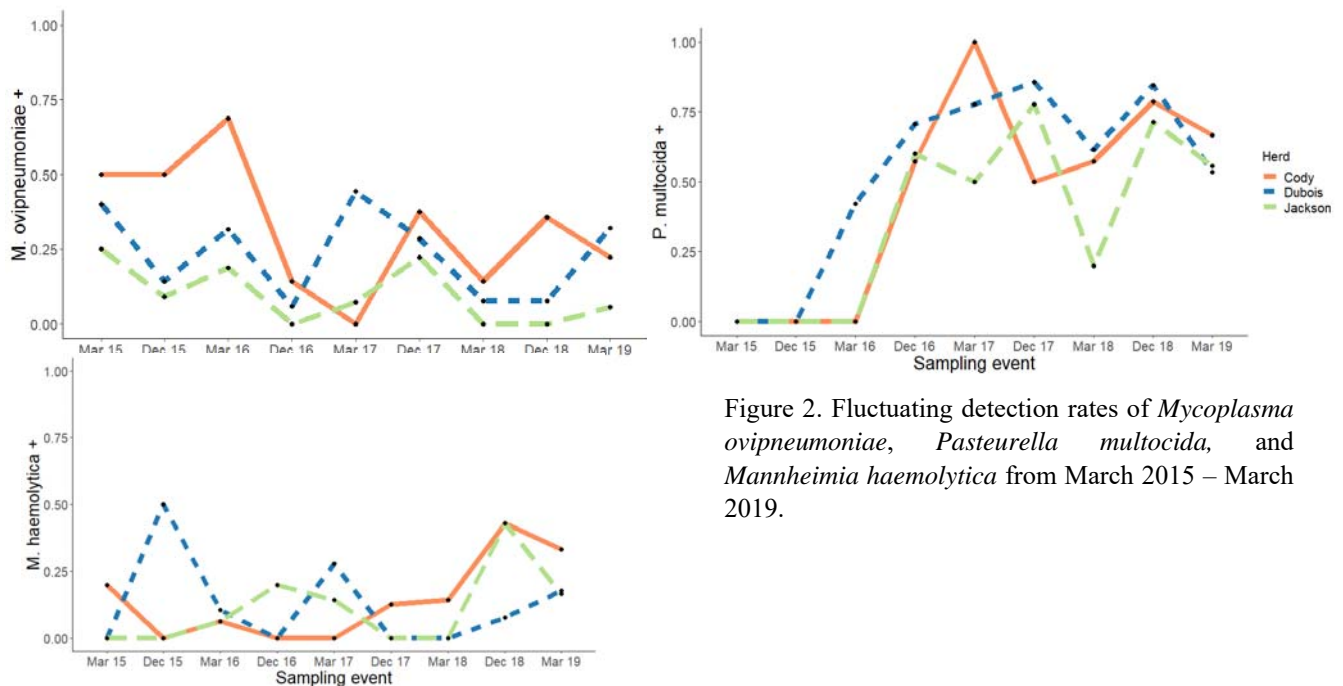 1.00
0.75
0.50
0.25
0.00
M. ovipneumoniae +
Mar 15 Dec 15 Mar 16 Dec 16 Mar 17 Dec 17 Mar 18 Dec 18 Mar 19
1.00
0.75
0.50
0.25
0.00
P. multocida +
Mar 15 Dec 15 Mar 16 Dec 16 Mar 17 Dec 17 Mar 18 Dec 18 Mar 19
Sampling event
Herd
Cody
Dubois
Jackson
1.00
0.75
0.50
0.25
0.00
M. haemolytica +
Mar 15 Dec 15 Mar 16 Dec 16 Mar 17 Dec 17 Mar 18 Dec 18 Mar 19
Sampling event
Figure 2. Fluctuating detection rates of Mycoplasma
ovipneumoniae, Pasteurella multocida, and
Mannheimia haemolytica from March 2015 – March
2019.